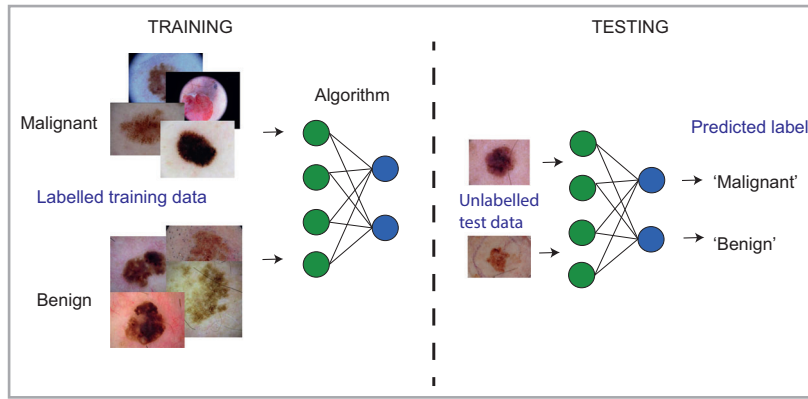 TRAINING
TESTING
Malignant
Algorithm
Labelled training data
Benign
Predicted label
Unlabelled
test data
‘Malignant’
‘Benign’